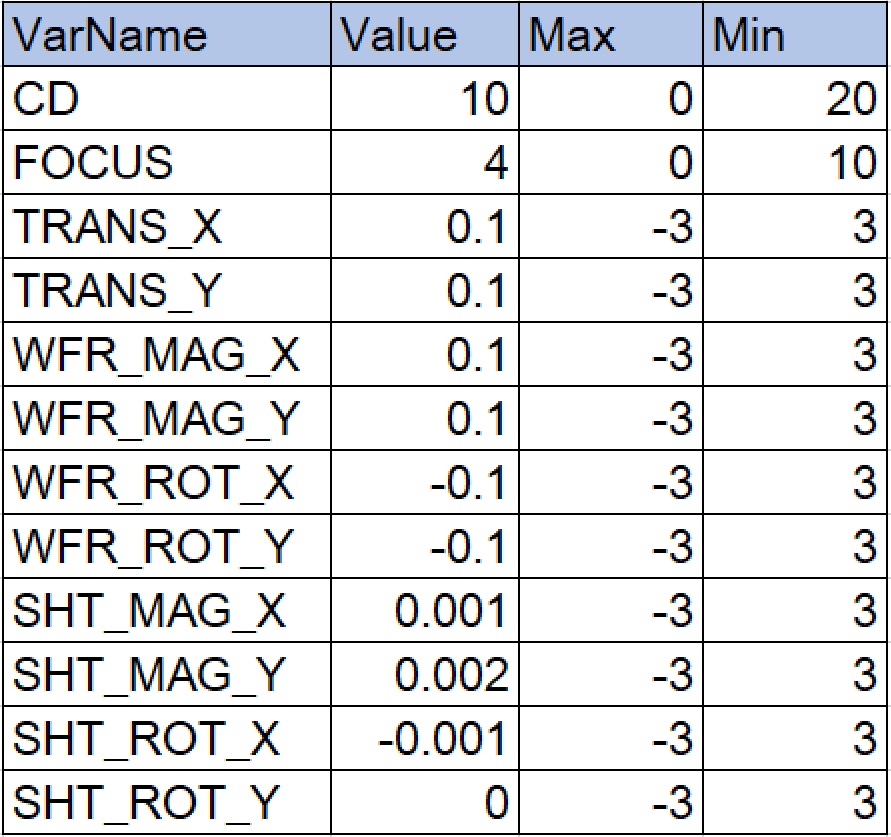 VarName Value Max Min
CD 10 0 20
FOCUS 4 0 10
TRANS_X 0.1 -3 3
TRANS_Y 0.1 -3 3
WFR_MAG_X 0.1 -3 3
WFR_MAG_Y 0.1 -3 3
WFR_ROT_X -0.1 -3 3
WFR_ROT_Y -0.1 -3 3
SHT_MAG_X 0.001 -3 3
SHT_MAG_Y 0.002 -3 3
SHT_ROT_X -0.001 -3 3
SHT_ROT_Y 0 -3 3